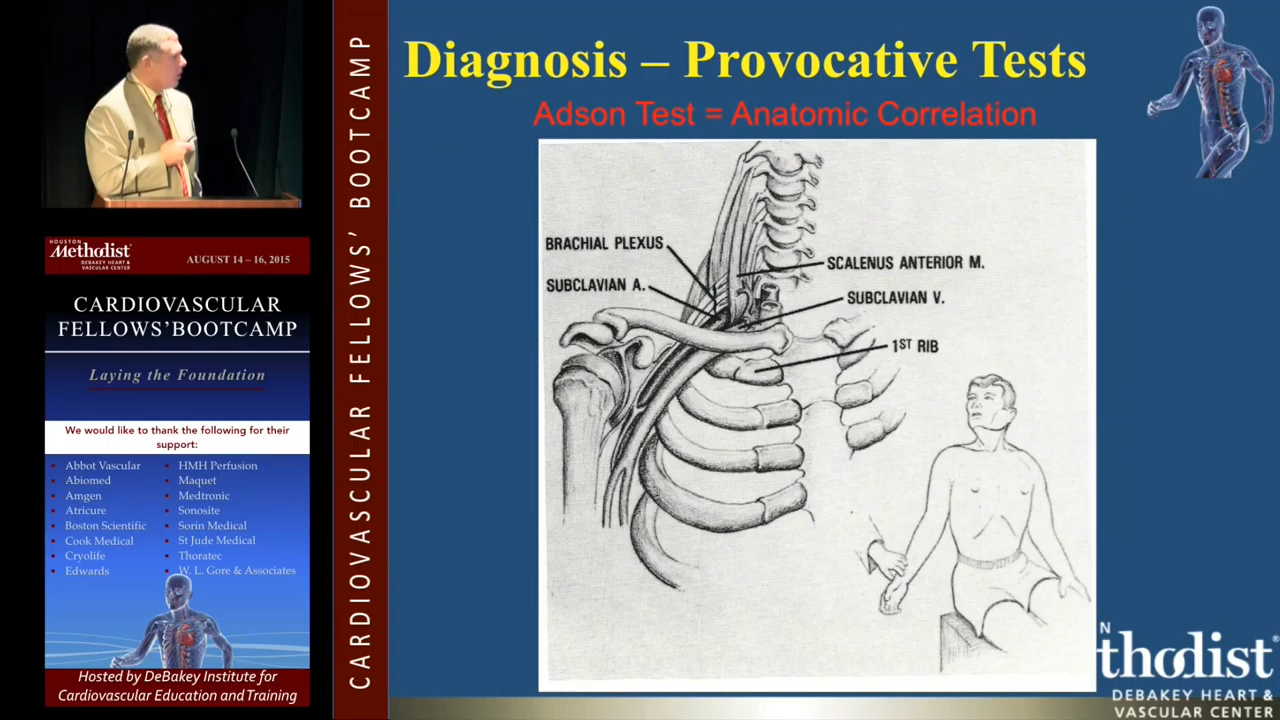 HOUSTON
Methodist
DEBAKEY HEART &
VASCULAR CENTER
AUGUST 14 – 16, 2015
CARDIOVASCULAR
FELLOWS' BOOTCAMP
Laying the Foundation
We would like to thank the following for their
support:
Abbot Vascular
Abiomed
Amgen
Atricure
Boston Scientific
Cook Medical
Cryolife
Edwards
HMH Perfusion
Maquet
Medtronic
Sonosite
Sorin Medical
St Jude Medical
Thoratec
W. L. Gore & Associates
Hosted by DeBakey Institute for
Cardiovascular Education and Training
CARDIOVASCULAR FELLOWS' BOOTCAMP
Diagnosis – Provocative Tests
Adson Test = Anatomic Correlation
BRACHIAL PLEXUS
SUBCLAVIAN A.
SCALENUS ANTERIOR M.
SUBCLAVIAN V.
1ST RIB
N
thodist
DEBAKEY HEART &
VASCULAR CENTER